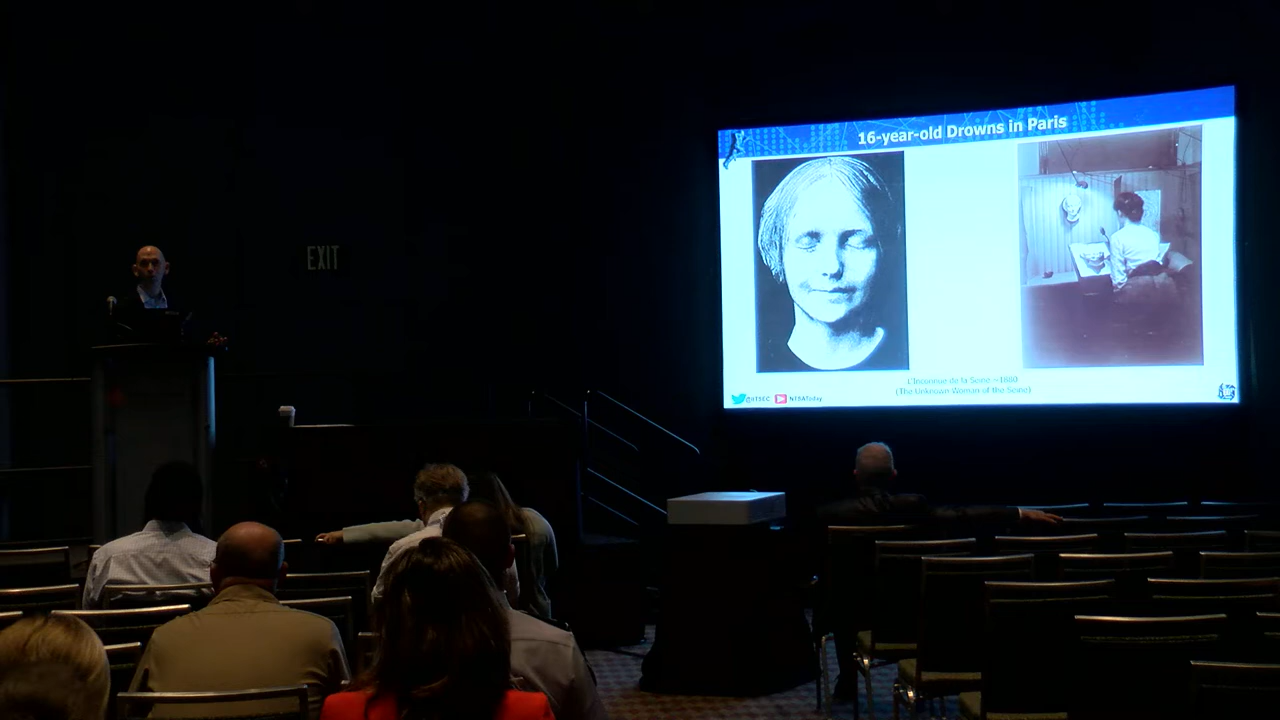 16-year-old Drowns in Paris
EXIT
L'Inconnue de la Seine ~1880
(The Unknown Woman of the Seine)
@NTSEC NTSAToday